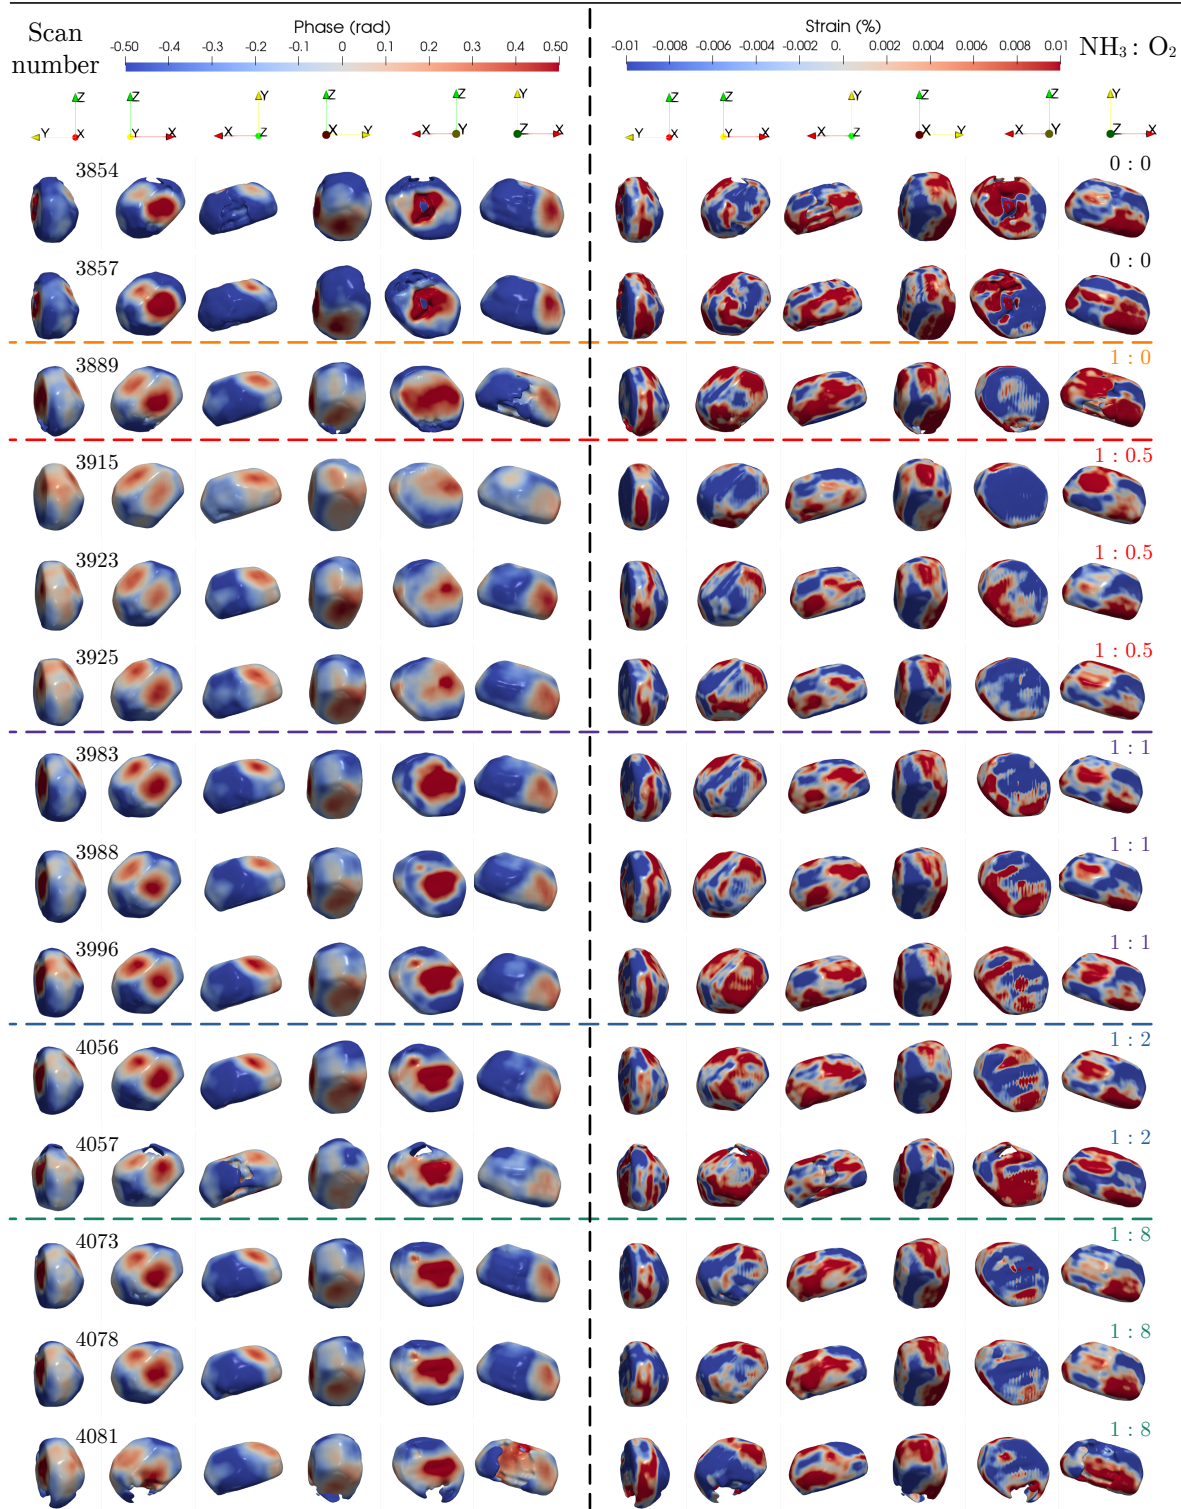 Scan
number
Phase (rad)
-0.50 -0.4 -0.3 -0.2 -0.1 0 0.1 0.2 0.3 0.4 0.50
Strain (%)
-0.01 -0.008 -0.006 -0.004 -0.002 0. 0.002 0.004 0.006 0.008 0.01
NH₃ : O₂
Z Y X
Z Y X
Y X Z
Z X Y
Z X Y
Y Z X
Z Y X
Z Y X
Y X Z
Z X Y
Z X Y
Y Z X
3854 0 : 0
3857 0 : 0
3889 1 : 0
3915 1 : 0.5
3923 1 : 0.5
3925 1 : 0.5
3983 1 : 1
3988 1 : 1
3996 1 : 1
4056 1 : 2
4057 1 : 2
4073 1 : 8
4078 1 : 8
4081 1 : 8